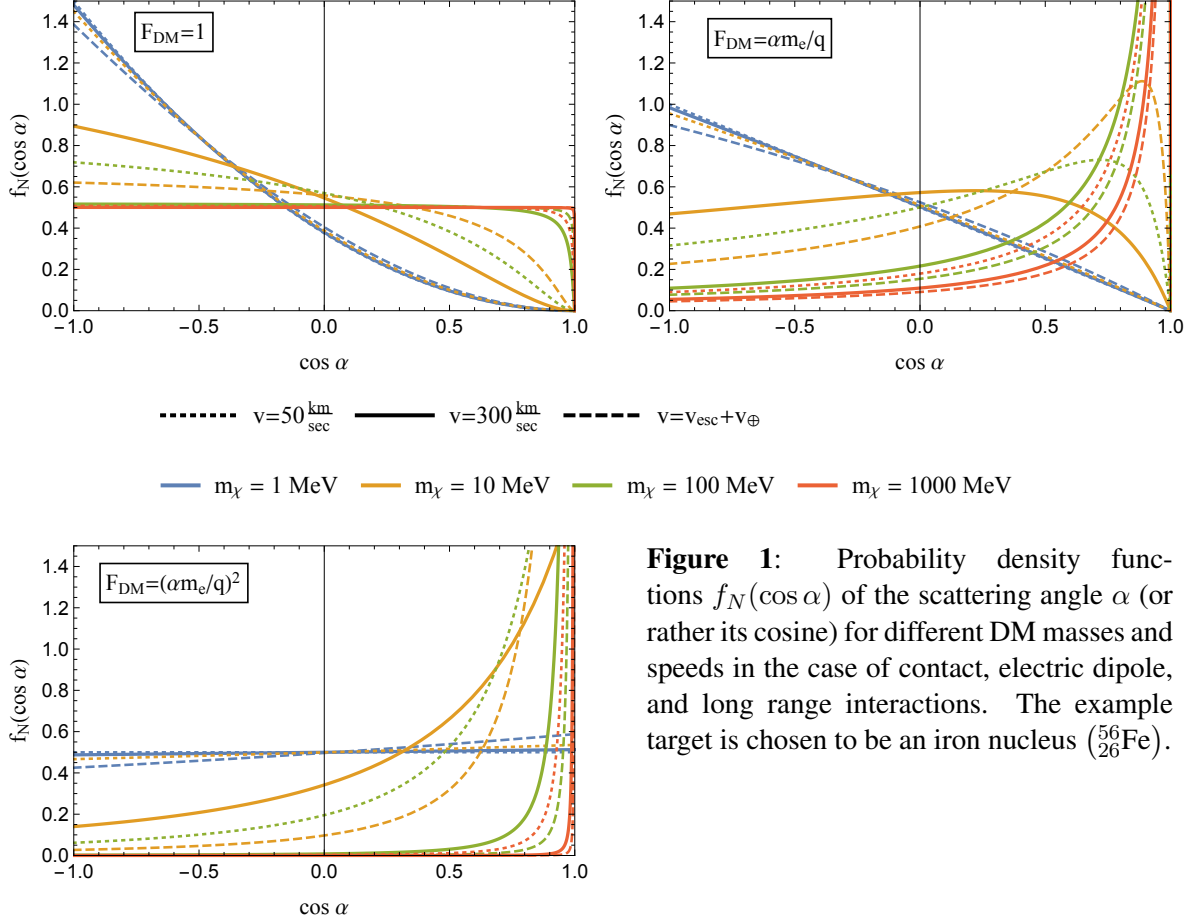 F_DM=1
f_N(cos α)
0.0
0.2
0.4
0.6
0.8
1.0
1.2
1.4
-1.0
-0.5
0.0
0.5
1.0
cos α
F_DM=αm_e/q
f_N(cos α)
0.0
0.2
0.4
0.6
0.8
1.0
1.2
1.4
-1.0
-0.5
0.0
0.5
1.0
cos α
v=50 km/sec v=300 km/sec v=v_esc+v_⊕
m_χ = 1 MeV m_χ = 10 MeV m_χ = 100 MeV m_χ = 1000 MeV
F_DM=(αm_e/q)²
f_N(cos α)
0.0
0.2
0.4
0.6
0.8
1.0
1.2
1.4
-1.0
-0.5
0.0
0.5
1.0
cos α
Figure 1: Probability density func-
tions f_N(cos α) of the scattering angle α (or
rather its cosine) for different DM masses and
speeds in the case of contact, electric dipole,
and long range interactions. The example
target is chosen to be an iron nucleus (⁵⁶₂₆Fe).